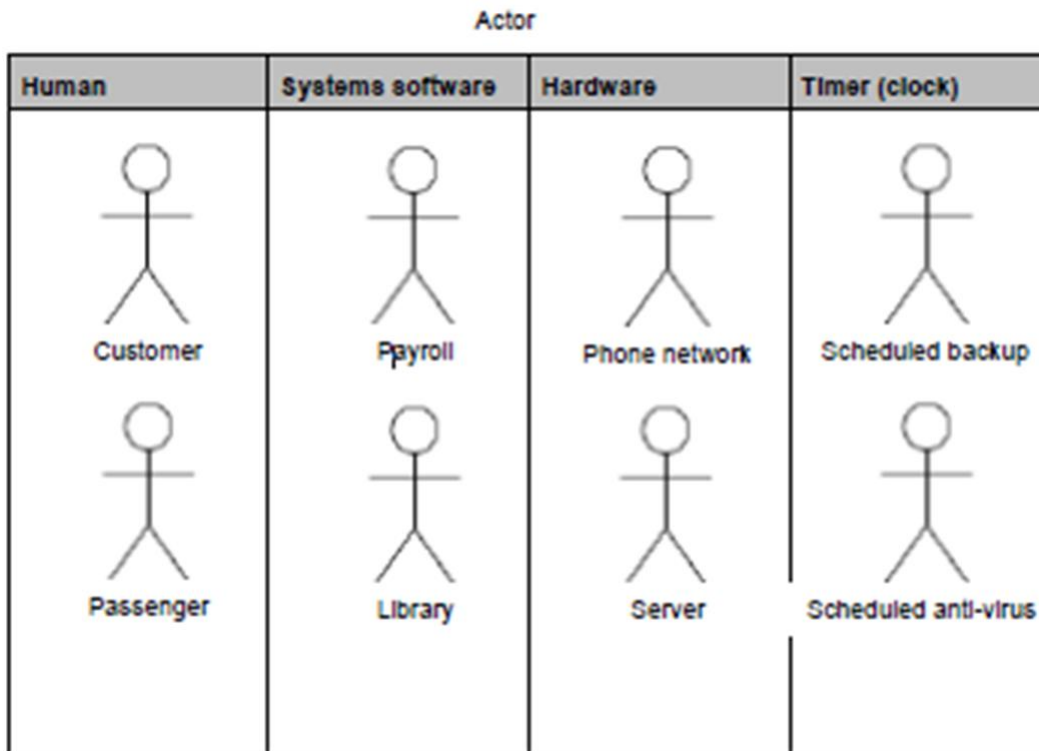 Actor
Human Systems software Hardware Timer (clock)
Customer Payroll Phone network Scheduled backup
Passenger Library Server Scheduled anti-virus